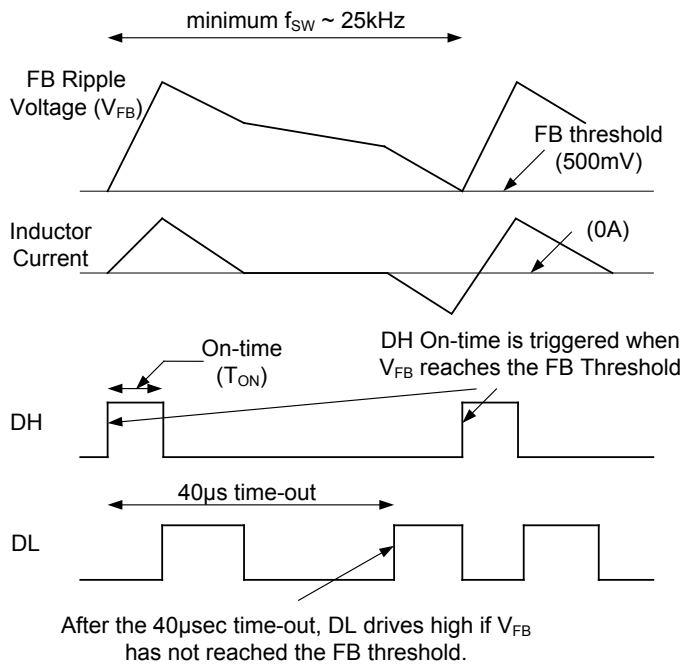 minimum fSW ~ 25kHz
FB Ripple
Voltage (VFB)
FB threshold
(500mV)
Inductor
Current
(0A)
On-time
(TON)
DH On-time is triggered when
VFB reaches the FB Threshold
DH
40µs time-out
DL
After the 40µsec time-out, DL drives high if VFB
has not reached the FB threshold.